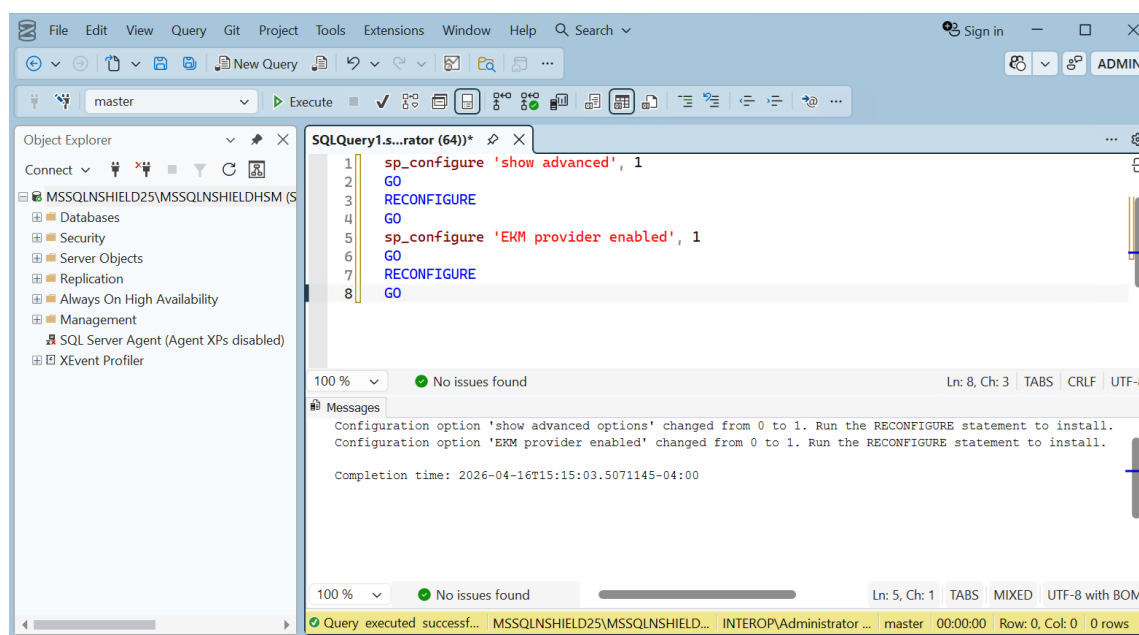 File Edit View Query Git Project Tools Extensions Window Help Search Sign in
New Query ADMIN
master Execute
Object Explorer
Connect
MSSQLNSHIELD25\MSSQLNSHIELDHSM (S
Databases
Security
Server Objects
Replication
Always On High Availability
Management
SQL Server Agent (Agent XPs disabled)
XEvent Profiler
SQLQuery1.s...rator (64))*
1 sp_configure 'show advanced', 1
2 GO
3 RECONFIGURE
4 GO
5 sp_configure 'EKM provider enabled', 1
6 GO
7 RECONFIGURE
8 GO
100 % No issues found Ln: 8, Ch: 3 TABS CRLF UTF-8
Messages
Configuration option 'show advanced options' changed from 0 to 1. Run the RECONFIGURE statement to install.
Configuration option 'EKM provider enabled' changed from 0 to 1. Run the RECONFIGURE statement to install.
Completion time: 2026-04-16T15:15:03.5071145-04:00
100 % No issues found Ln: 5, Ch: 1 TABS MIXED UTF-8 with BOM
Query executed successf... MSSQLNSHIELD25\MSSQLNSHIELD... INTEROP\Administrator ... master 00:00:00 Row: 0, Col: 0 0 rows